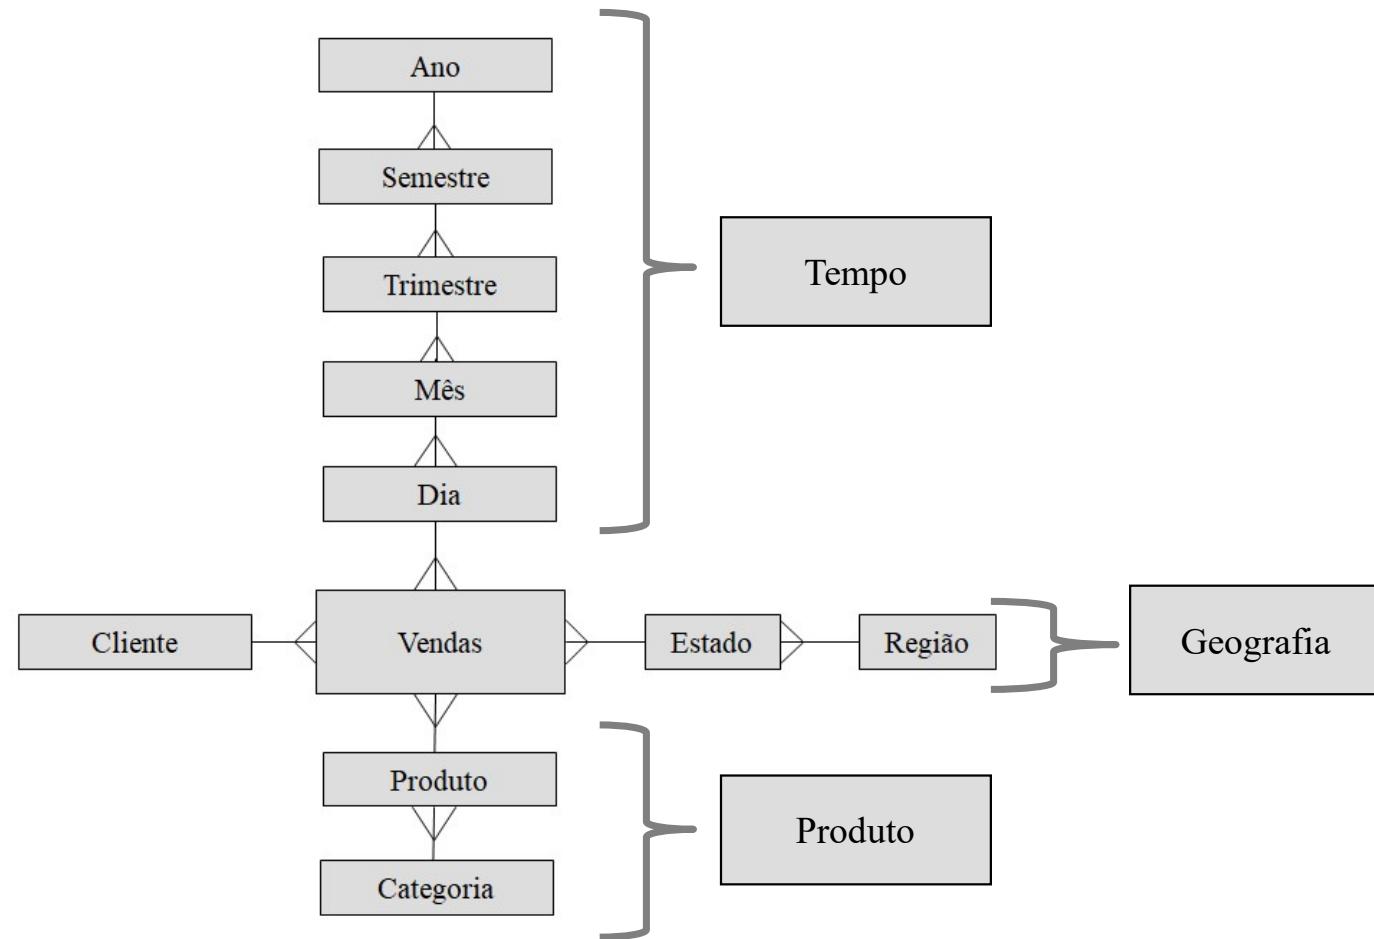 Ano
Semestre
Trimestre
Mês
Dia
Tempo
Cliente
Vendas
Estado
Região
Geografia
Produto
Categoria
Produto